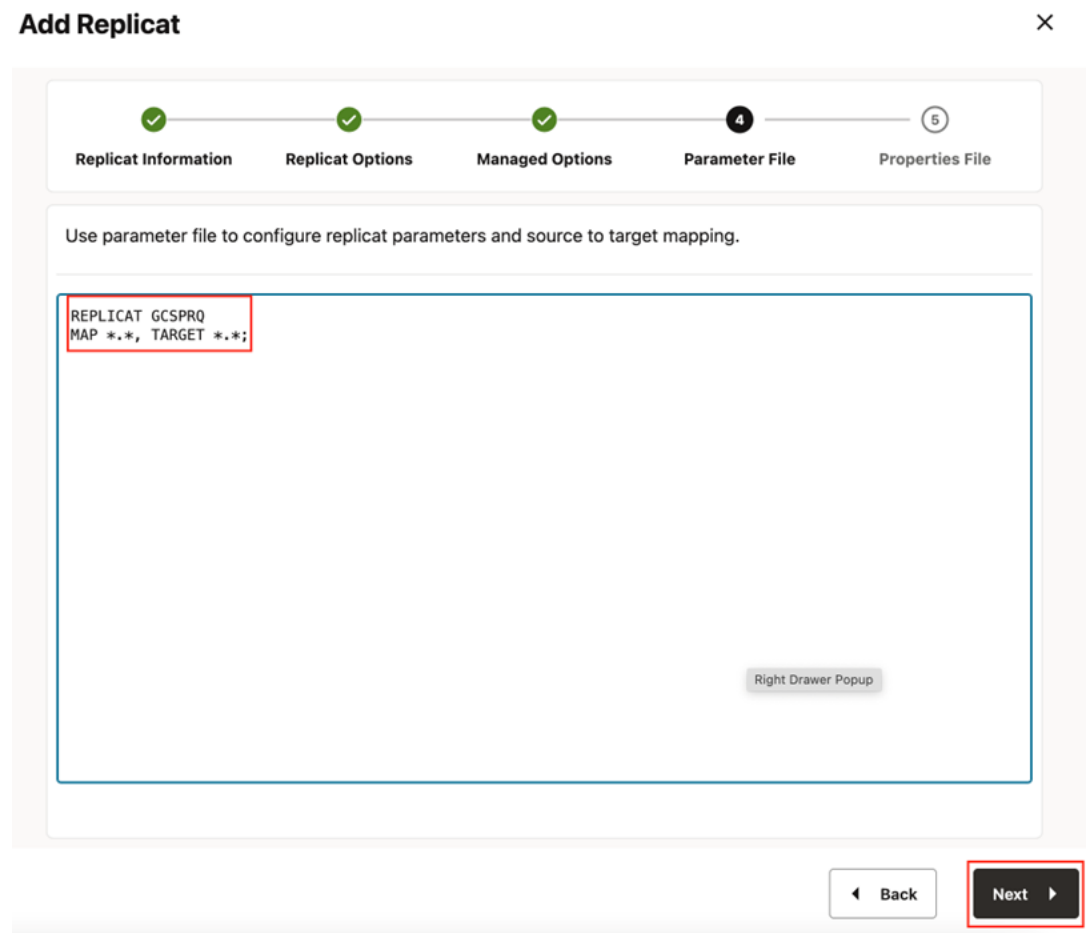 Add Replicat
4
5
Replicat Information
Replicat Options
Managed Options
Parameter File
Properties File
Use parameter file to configure replicat parameters and source to target mapping.
REPLICAT GCSPRQ
MAP *.*, TARGET *.*;
Right Drawer Popup
Back
Next